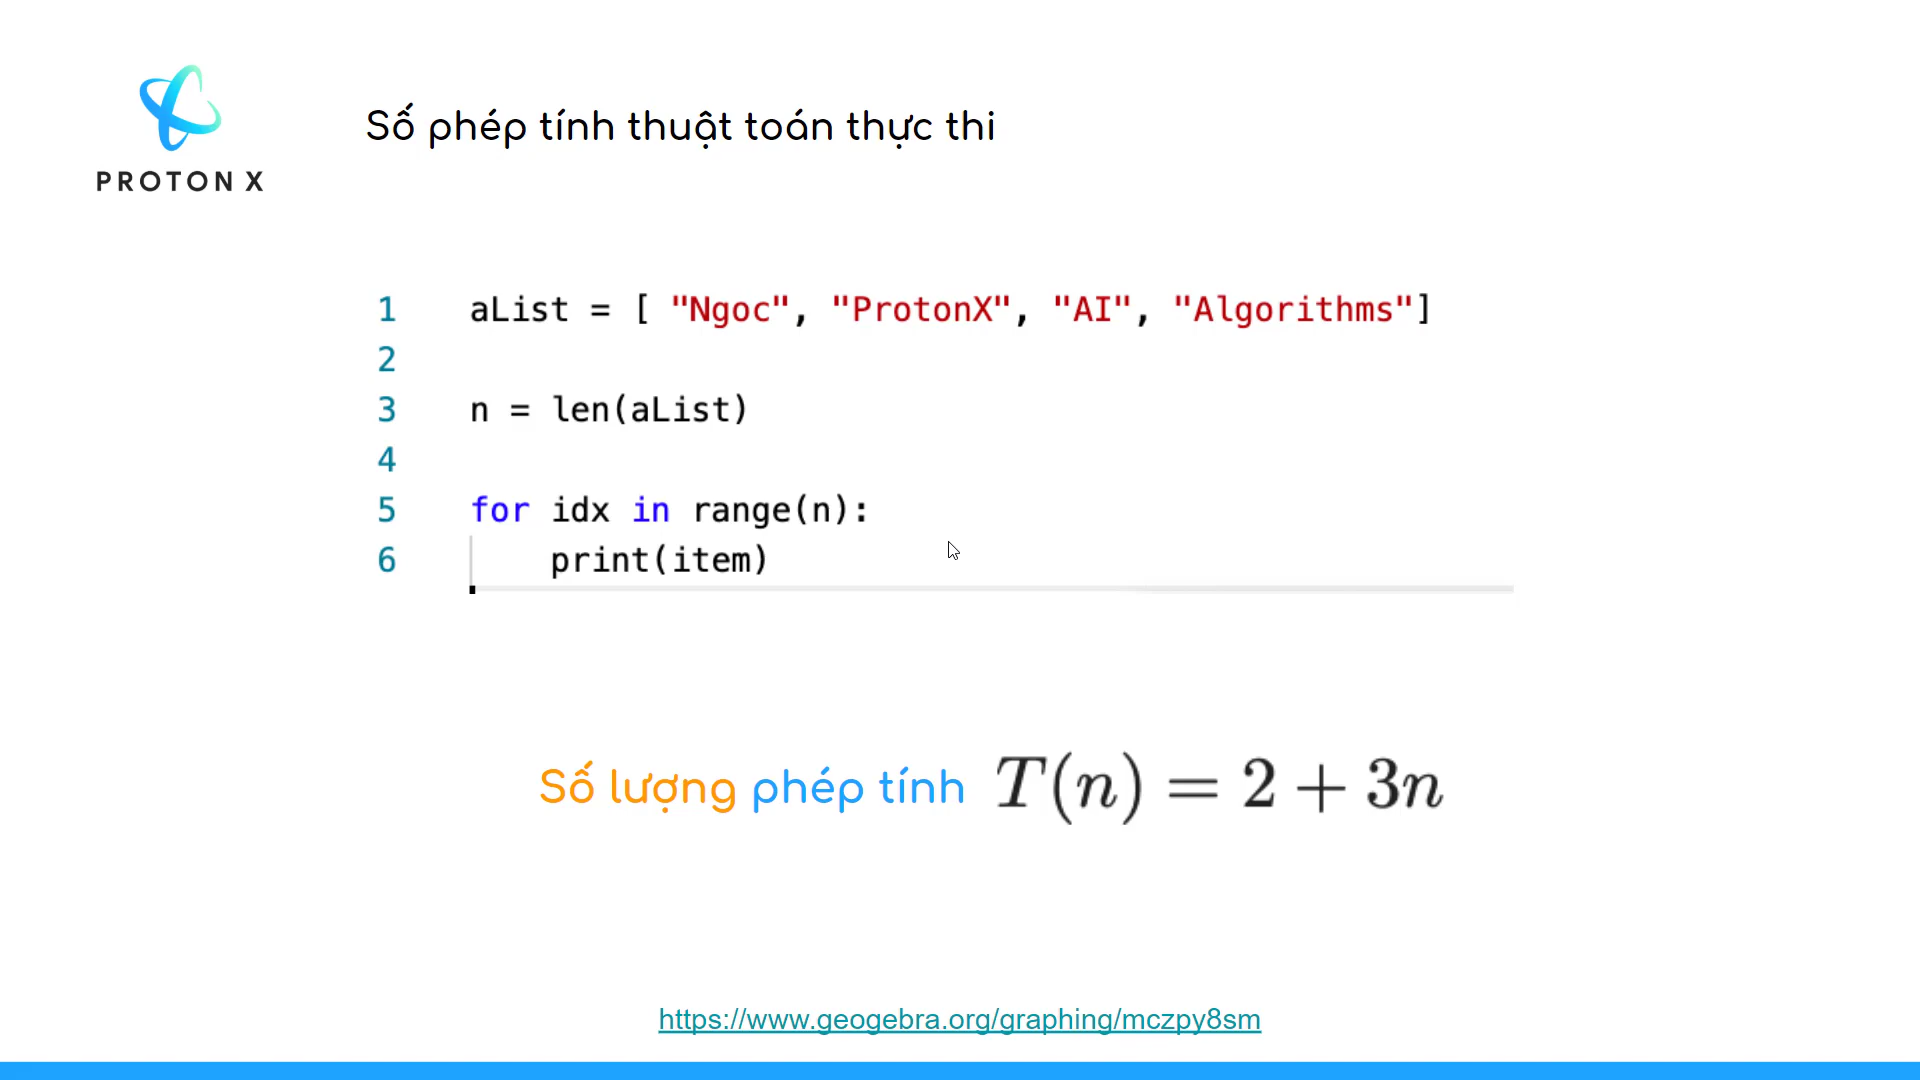 PROTON X
Số phép tính thuật toán thực thi
1 aList = [ "Ngoc", "ProtonX", "AI", "Algorithms"]
2
3 n = len(aList)
4
5 for idx in range(n):
6     print(item)
Số lượng phép tính T(n) = 2 + 3n
https://www.geogebra.org/graphing/mczpy8sm